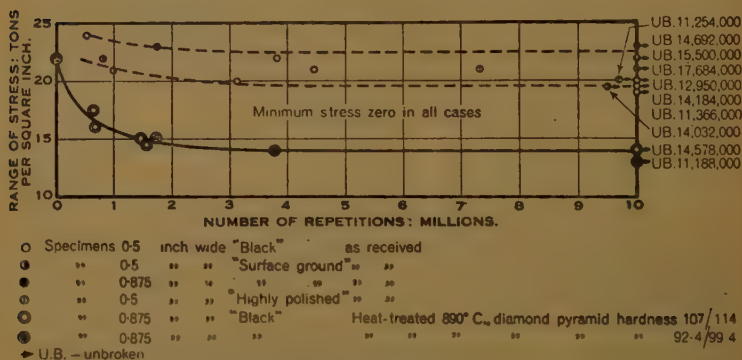 25
20
15
10
RANGE OF STRESS: TONS
PER SQUARE INCH.
Minimum stress zero in all cases
UB.11,254,000
UB 14,692,000
UB.15,500,000
UB.17,684,000
UB.12,950,000
UB.14,184,000
UB.11,366,000
UB.14,032,000
UB.14,578,000
UB.11,188,000
0 1 2 3 4 5 6 7 8 9 10
NUMBER OF REPETITIONS: MILLIONS.
Specimens 0·5 inch wide "Black" as received
" 0·5 " " "Surface ground" " "
" 0·875 " " " " " "
" 0·5 " " "Highly polished" " "
" 0·875 " " "Black" Heat-treated 890° C., diamond pyramid hardness 107/114
" 0·875 " " " " " " " " 92·4/99·4
U.B. – unbroken